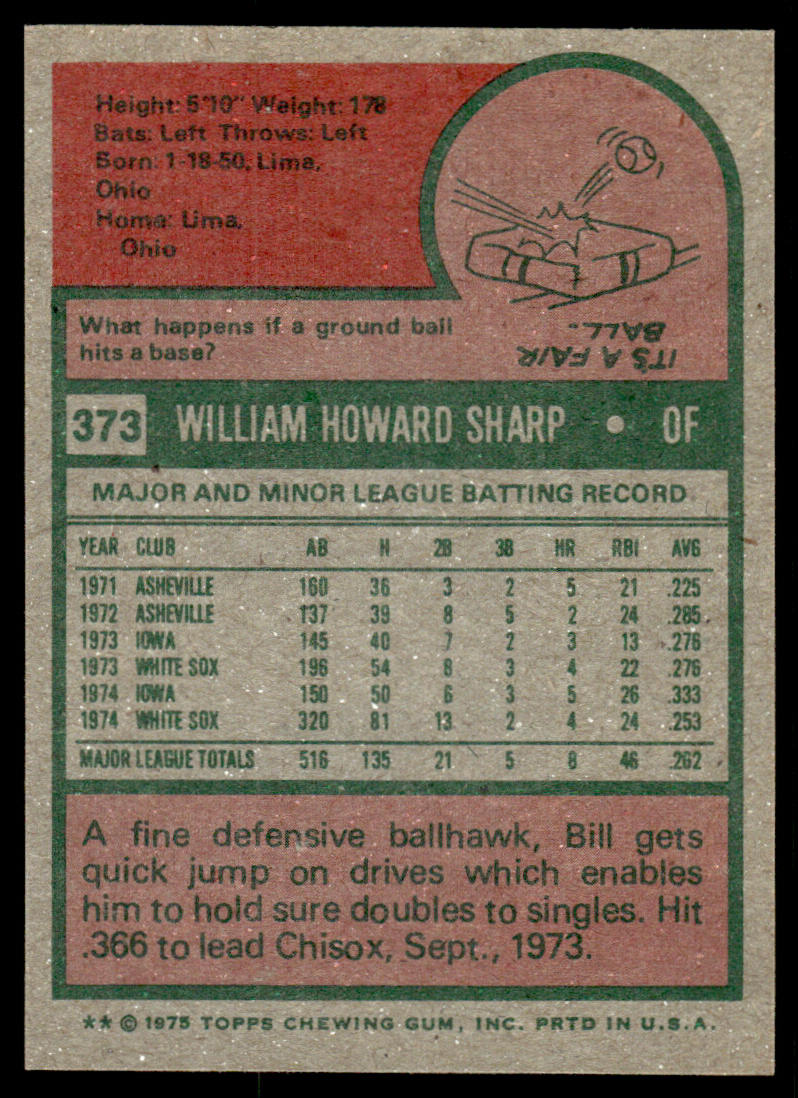 Height: 5'10" Weight: 178
Bats: Left Throws: Left
Born: 1-18-50, Lima,
Ohio
Home: Lima,
Ohio
What happens if a ground ball
hits a base?
IT'S A FAIR
BALL..
373 WILLIAM HOWARD SHARP • OF
MAJOR AND MINOR LEAGUE BATTING RECORD
YEAR CLUB AB H 2B 3B HR RBI AVG
1971 ASHEVILLE 160 36 3 2 5 21 .225
1972 ASHEVILLE 137 39 8 5 2 24 .285
1973 IOWA 145 40 7 2 3 13 .276
1973 WHITE SOX 196 54 8 3 4 22 .276
1974 IOWA 150 50 6 3 5 26 .333
1974 WHITE SOX 320 81 13 2 4 24 .253
MAJOR LEAGUE TOTALS 516 135 21 5 8 46 .262
A fine defensive ballhawk, Bill gets
quick jump on drives which enables
him to hold sure doubles to singles. Hit
.366 to lead Chisox, Sept., 1973.
** © 1975 TOPPS CHEWING GUM, INC. PRTD IN U.S.A.